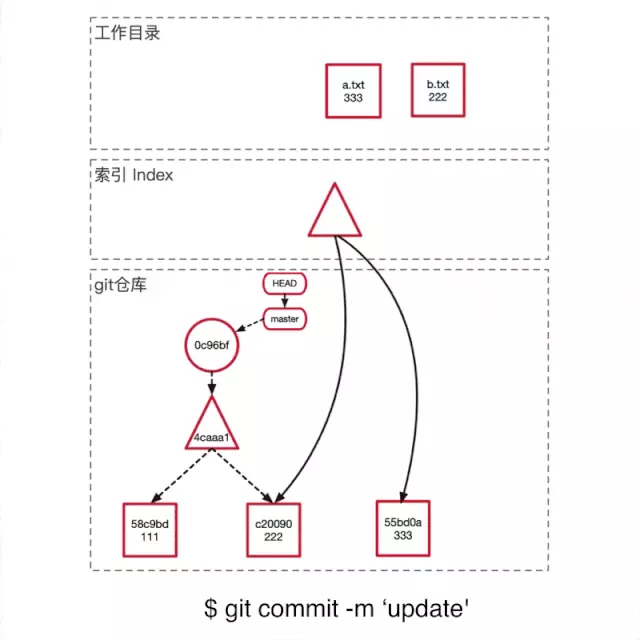 工作目录
a.txt
333
b.txt
222
索引 Index
git仓库
HEAD
master
0c96bf
4caaa1
58c9bd
111
c20090
222
55bd0a
333
$ git commit -m ‘update'